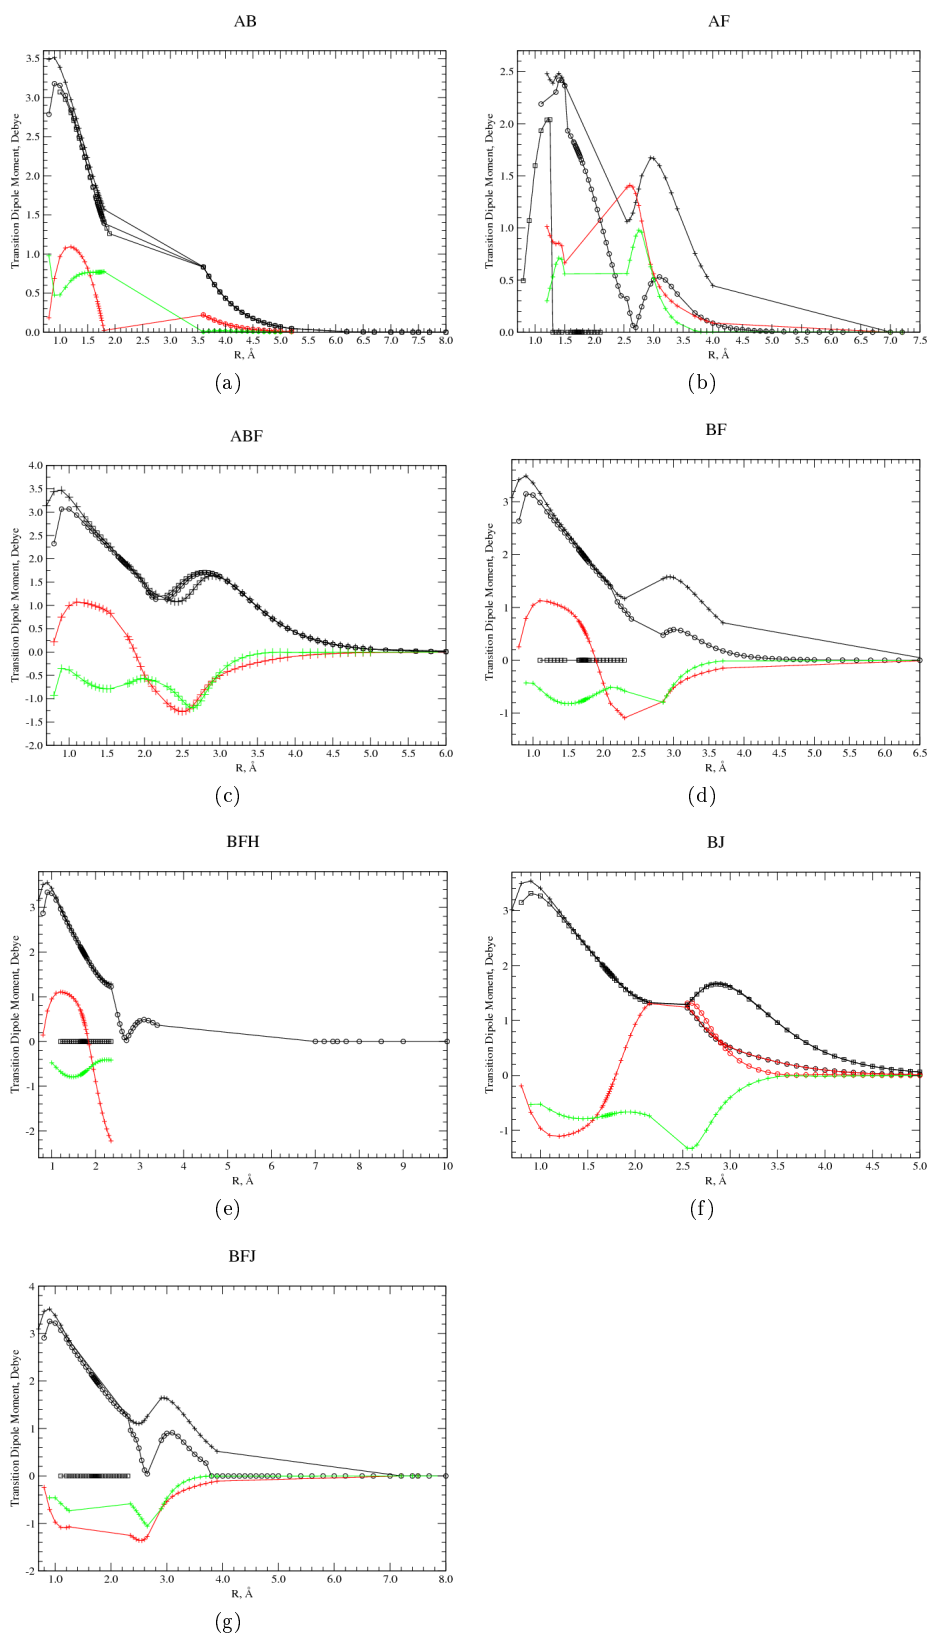 AB
AF
Transition Dipole Moment, Debye
3.5
3.0
2.5
2.0
1.5
1.0
0.5
0.0
1.0 1.5 2.0 2.5 3.0 3.5 4.0 4.5 5.0 5.5 6.0 6.5 7.0 7.5 8.0
R, Å
(a)
Transition Dipole Moment, Debye
2.5
2.0
1.5
1.0
0.5
0.0
1.0 1.5 2.0 2.5 3.0 3.5 4.0 4.5 5.0 5.5 6.0 6.5 7.0 7.5
R, Å
(b)
ABF
BF
Transition Dipole Moment, Debye
4.0
3.5
3.0
2.5
2.0
1.5
1.0
0.5
0.0
-0.5
-1.0
-1.5
-2.0
1.0 1.5 2.0 2.5 3.0 3.5 4.0 4.5 5.0 5.5 6.0
R, Å
(c)
Transition Dipole Moment, Debye
3
2
1
0
-1
1.0 1.5 2.0 2.5 3.0 3.5 4.0 4.5 5.0 5.5 6.0 6.5
R, Å
(d)
BFH
BJ
Transition Dipole Moment, Debye
3
2
1
0
-1
-2
1 2 3 4 5 6 7 8 9 10
R, Å
(e)
Transition Dipole Moment, Debye
3
2
1
0
-1
1.0 1.5 2.0 2.5 3.0 3.5 4.0 4.5 5.0
R, Å
(f)
BFJ
Transition Dipole Moment, Debye
4
3
2
1
0
-1
-2
1.0 2.0 3.0 4.0 5.0 6.0 7.0 8.0
R, Å
(g)